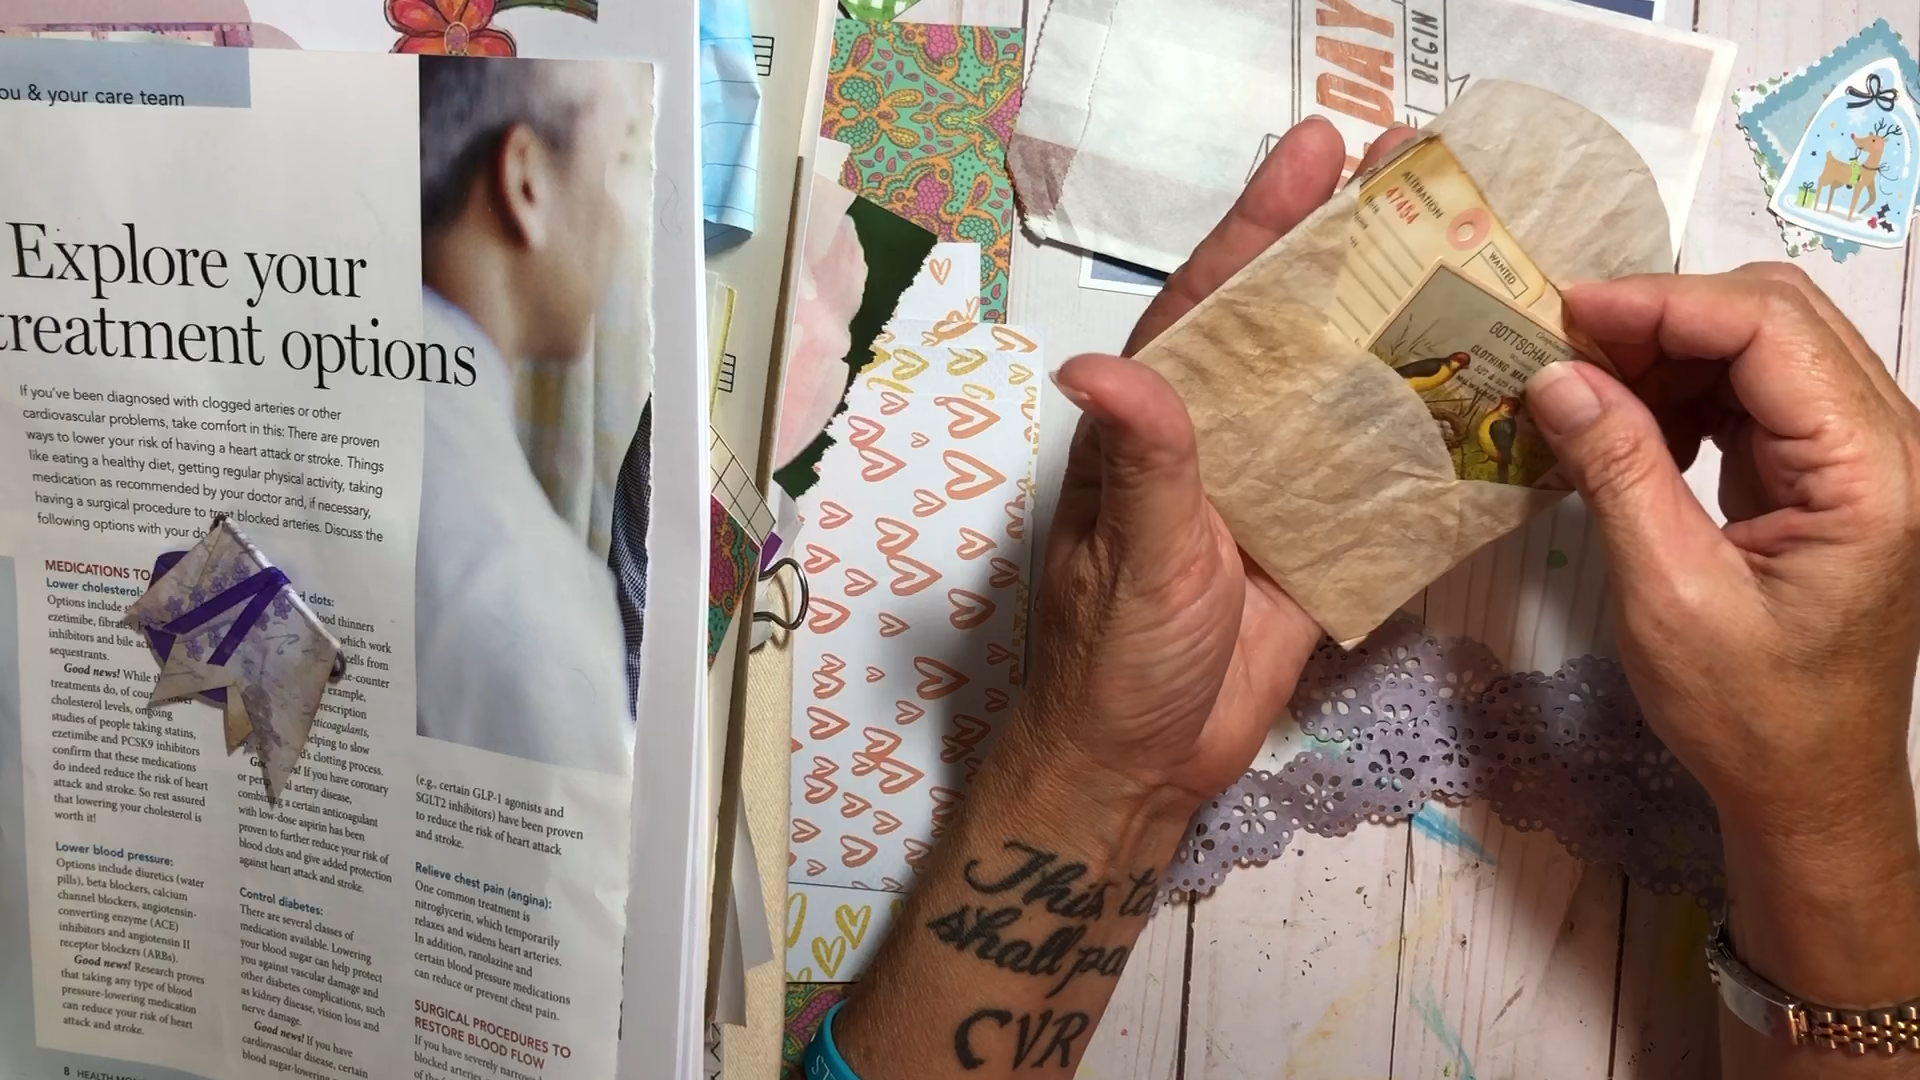 ou & your care team
Explore your
treatment options
If you've been diagnosed with clogged arteries or other
cardiovascular problems, take comfort in this: There are proven
ways to lower your risk of having a heart attack or stroke. Things
like eating a healthy diet, getting regular physical activity, taking
medication as recommended by your doctor and, if necessary,
having a surgical procedure to treat blocked arteries. Discuss the
following options with your do
MEDICATIONS TO
Lower cholesterol:
Options include
ezetimibe, fibrates,
inhibitors and bile
sequestrants.
Good news! While
treatments do, of
cholesterol levels, ongoing
studies of people taking statins,
ezetimibe and PCSK9 inhibitors
confirm that these medications
do indeed reduce the risk of heart
attack and stroke. So rest assured
that lowering your cholesterol is
worth it!
Lower blood pressure:
Options include diuretics (water
pills), beta blockers, calcium
channel blockers, angiotensin-
converting enzyme (ACE)
inhibitors and angiotensin II
receptor blockers (ARBs).
Good news! Research proves
that taking any type of blood
pressure-lowering medication
can reduce your risk of heart
attack and stroke.
8 HEALTH
clots:
thinners
which work
cells from
example,
helping to slow
clotting process.
If you have coronary
or artery disease,
combining a certain anticoagulant
with low-dose aspirin has been
proven to further reduce your risk of
blood clots and give added protection
against heart attack and stroke.
Control diabetes:
There are several classes of
medication available. Lowering
your blood sugar can help protect
you against vascular damage and
other diabetes complications, such
as kidney disease, vision loss and
nerve damage.
Good news! If you have
cardiovascular disease, certain
blood sugar-lowering
(e.g., certain GLP-1 agonists and
SGLT2 inhibitors) have been proven
to reduce the risk of heart attack
and stroke.
Relieve chest pain (angina):
One common treatment is
nitroglycerin, which temporarily
relaxes and widens heart arteries.
In addition, ranolazine and
certain blood pressure medications
can reduce or prevent chest pain.
SURGICAL PROCEDURES TO
RESTORE BLOOD FLOW
If you have severely
blocked arteries
DAY
BEGIN
ALTERATION
47454
WANTED
GOTTSCHAL
CLOTHING
This to
shall pa
CVR